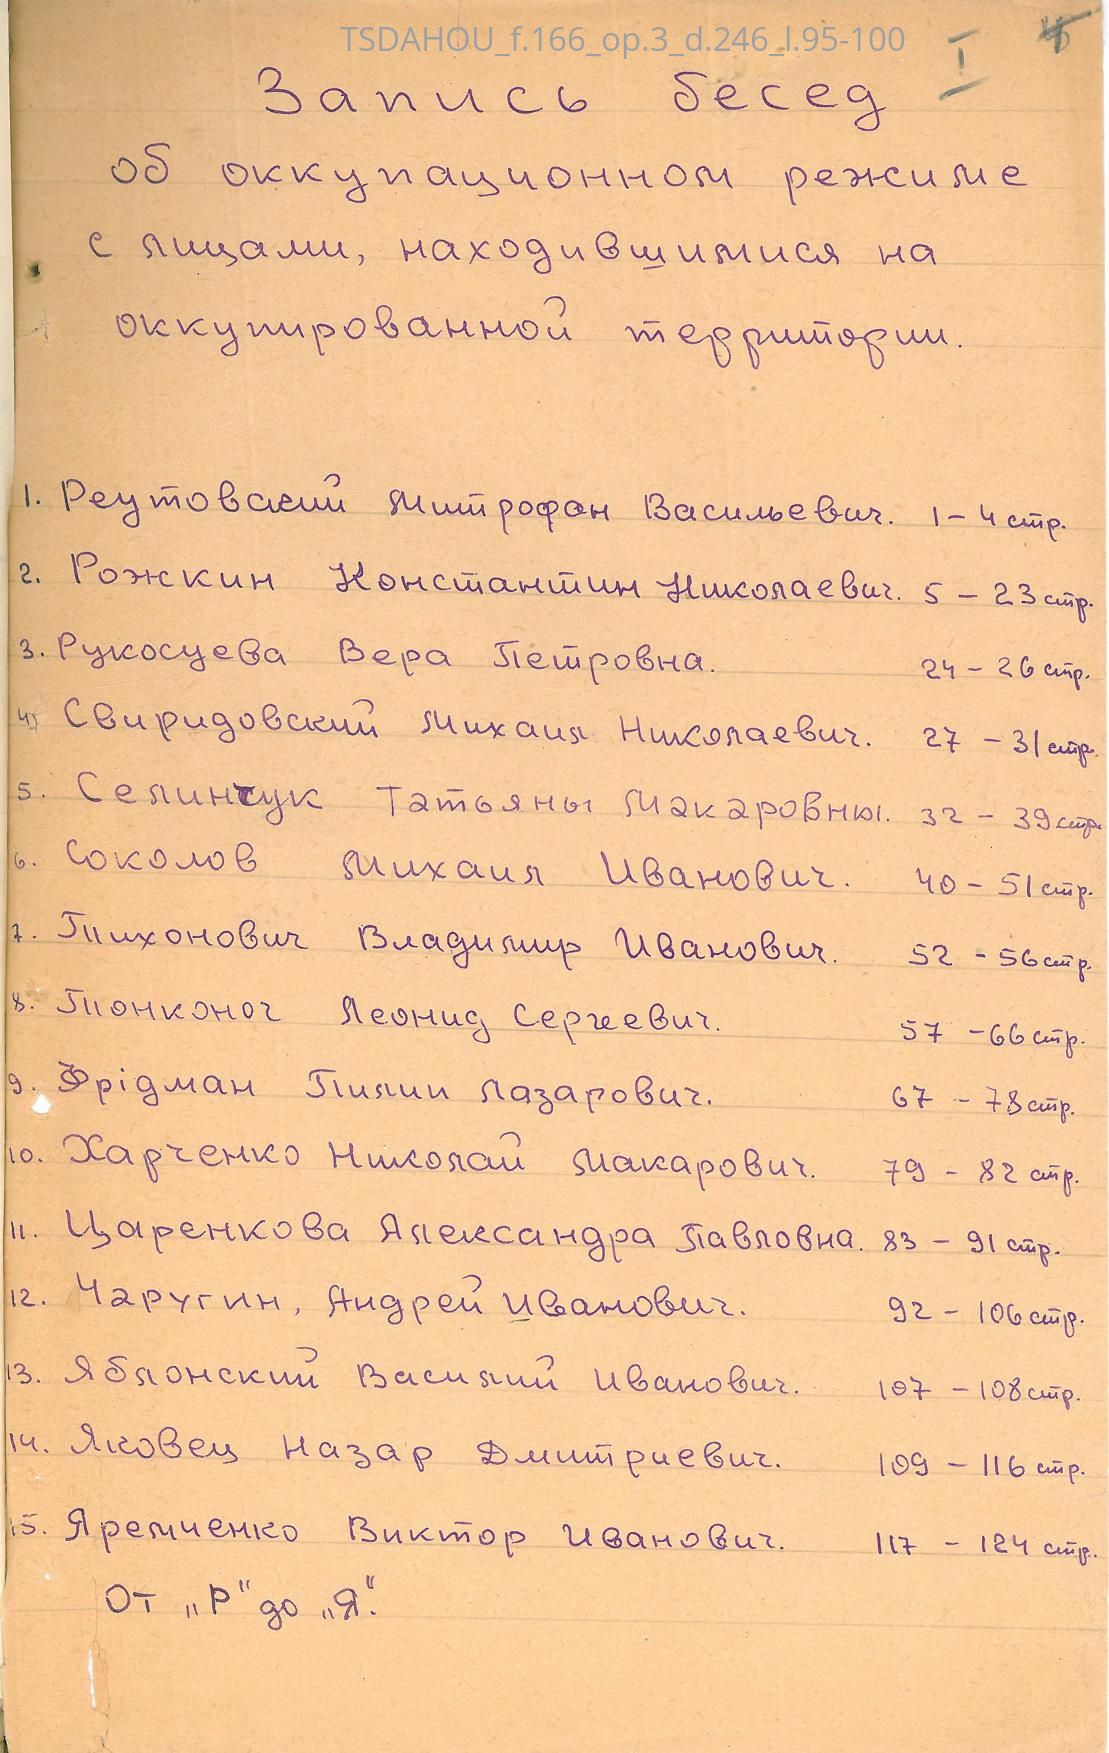 TSDAHOU_f.166_op.3_d.246_l.95-100
I
Запись бесед
об оккупационном режиме
с лицами, находившимися на
оккупированной территории.
1. Реутовский Митрофан Васильевич. 1 – 4 стр.
2. Рожкин Константин Николаевич. 5 – 23 стр.
3. Рукосуева Вера Петровна. 24 – 26 стр.
4. Свиридовский Михаил Николаевич. 27 – 31 стр.
5. Селинчук Татьяны Макаровны. 32 – 39 стр.
6. Соколов Михаил Иванович. 40 – 51 стр.
7. Тихонович Владимир Иванович. 52 – 56 стр.
8. Тонконог Леонид Сергеевич. 57 – 66 стр.
9. Фрідман Пилип Лазарович. 67 – 78 стр.
10. Харченко Николай Макарович. 79 – 82 стр.
11. Царенкова Александра Павловна. 83 – 91 стр.
12. Чаругин, Андрей Иванович. 92 – 106 стр.
13. Яблонский Василий Иванович. 107 – 108 стр.
14. Яковец Назар Дмитриевич. 109 – 116 стр.
15. Яремченко Виктор Иванович. 117 – 124 стр.
От „Р" до „Я".